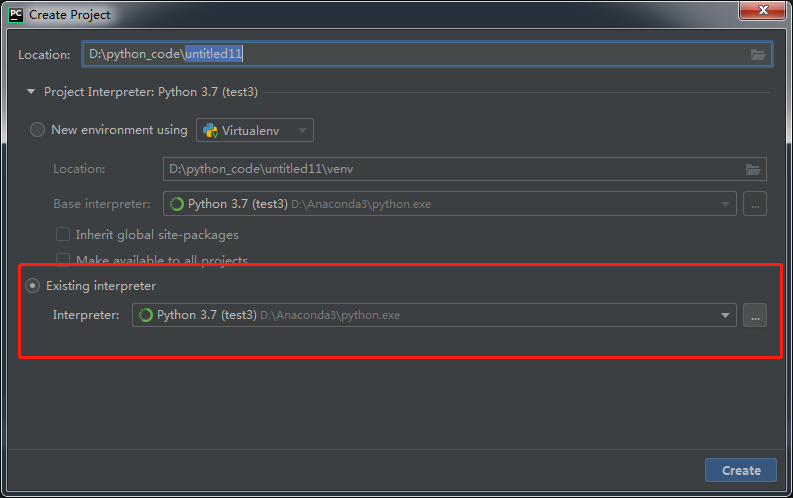 PC Create Project
Location: D:\python_code\untitled11
Project Interpreter: Python 3.7 (test3)
New environment using Virtualenv
Location: D:\python_code\untitled11\venv
Base interpreter: Python 3.7 (test3) D:\Anaconda3\python.exe ...
Inherit global site-packages
Make available to all projects
Existing interpreter
Interpreter: Python 3.7 (test3) D:\Anaconda3\python.exe ...
Create